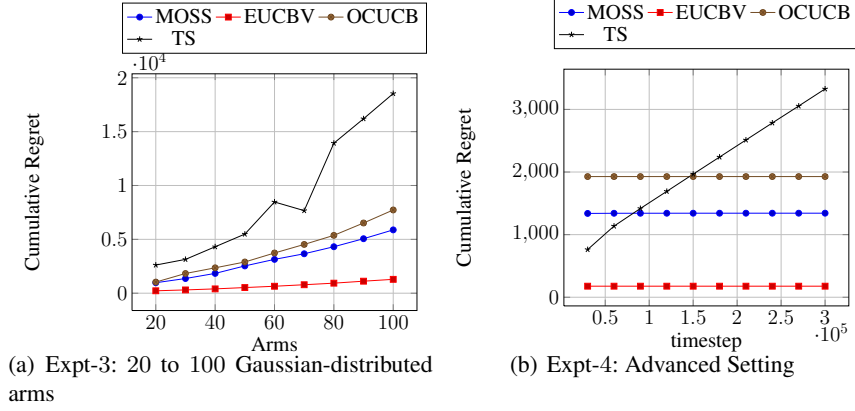 MOSS EUCBV OCUCB
TS
·10^4
2
1.5
1
0.5
0
Cumulative Regret
20 40 60 80 100
Arms
(a) Expt-3: 20 to 100 Gaussian-distributed
arms
MOSS EUCBV OCUCB
TS
3,000
2,000
1,000
0
Cumulative Regret
0.5 1 1.5 2 2.5 3
·10^5
timestep
(b) Expt-4: Advanced Setting